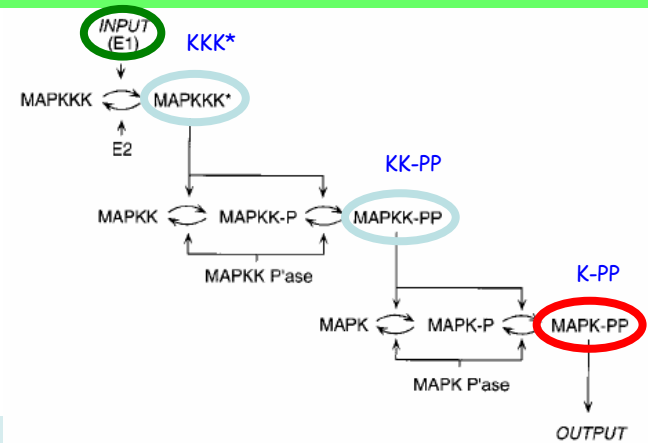 INPUT
(E1)
KKK*
MAPKKK MAPKKK*
E2
KK-PP
MAPKK MAPKK-P MAPKK-PP
MAPKK P'ase
K-PP
MAPK MAPK-P MAPK-PP
MAPK P'ase
OUTPUT